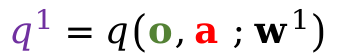 q¹ = q(o, a ; w¹)